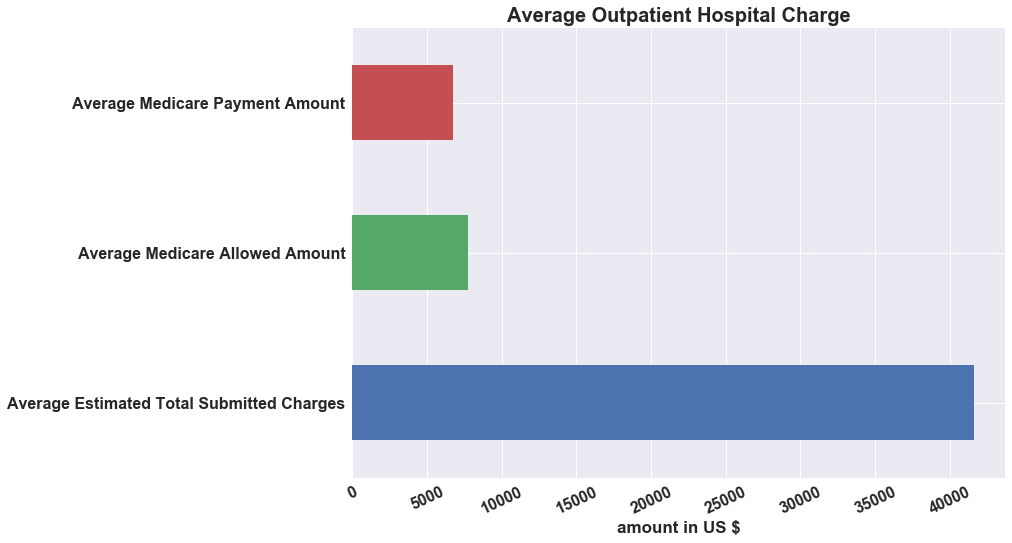 Average Outpatient Hospital Charge
Average Medicare Payment Amount
Average Medicare Allowed Amount
Average Estimated Total Submitted Charges
0 5000 10000 15000 20000 25000 30000 35000 40000
amount in US $